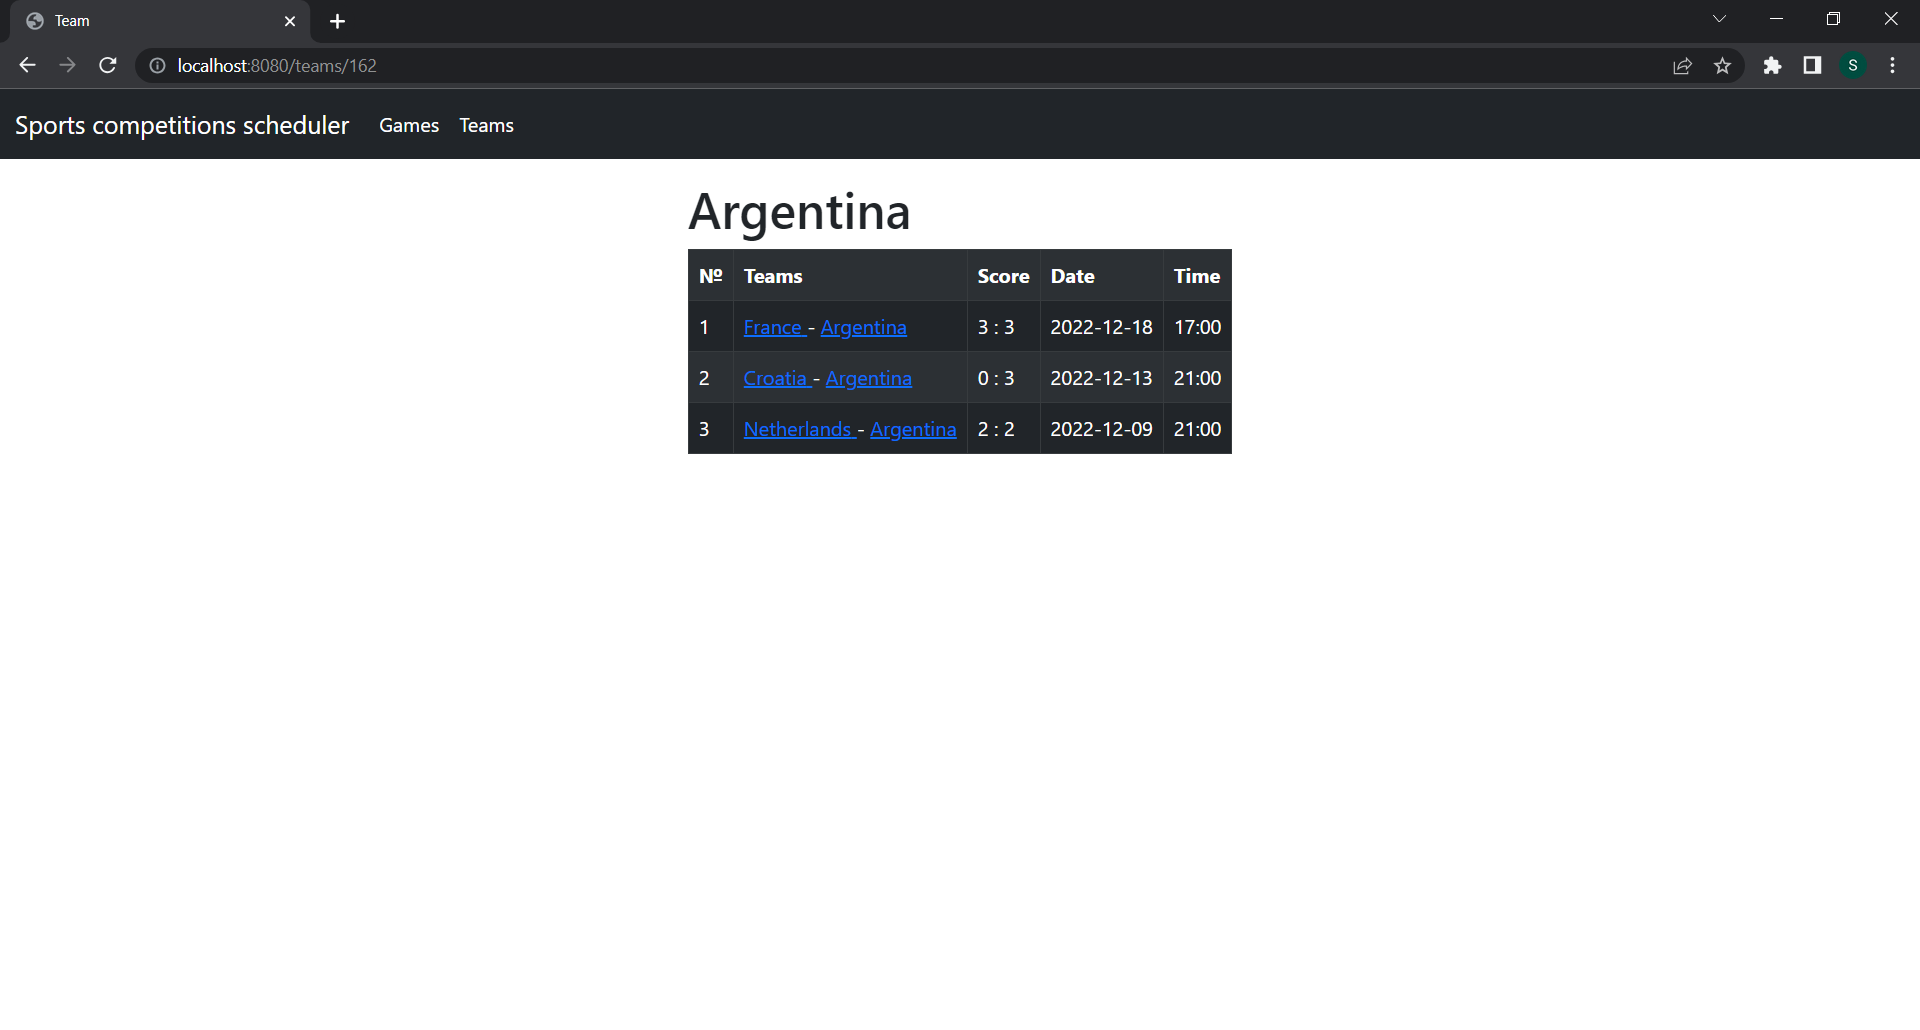 Team
localhost:8080/teams/162
S
Sports competitions scheduler Games Teams
Argentina
Nº Teams Score Date Time
1 France - Argentina 3 : 3 2022-12-18 17:00
2 Croatia - Argentina 0 : 3 2022-12-13 21:00
3 Netherlands - Argentina 2 : 2 2022-12-09 21:00